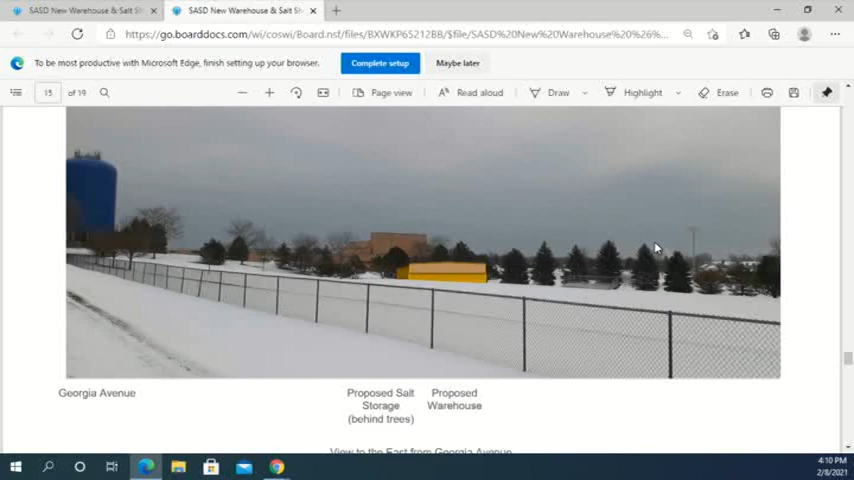 SASD New Warehouse & Salt St
SASD New Warehouse & Salt Sh
https://go.boarddocs.com/wi/coswi/Board.nsf/files/BXWKP65212BB/$file/SASD%20New%20Warehouse%20%26%...
To be most productive with Microsoft Edge, finish setting up your browser.
Complete setup
Maybe later
15 of 19
Page view
Read aloud
Draw
Highlight
Erase
Georgia Avenue
Proposed Salt
Storage
(behind trees)
Proposed
Warehouse
View to the East from Georgia Avenue
4:10 PM
2/8/2021